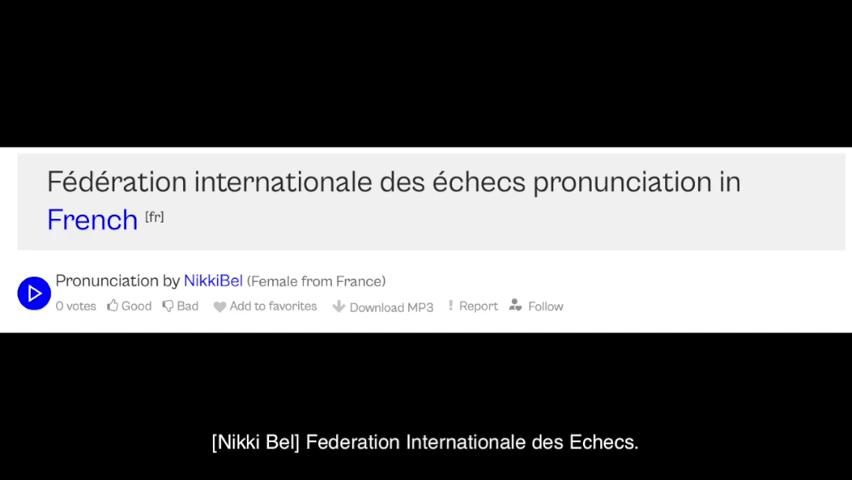 Fédération internationale des échecs pronunciation in
French [fr]
Pronunciation by NikkiBel (Female from France)
0 votes Good Bad Add to favorites Download MP3 Report Follow
[Nikki Bel] Federation Internationale des Echecs.